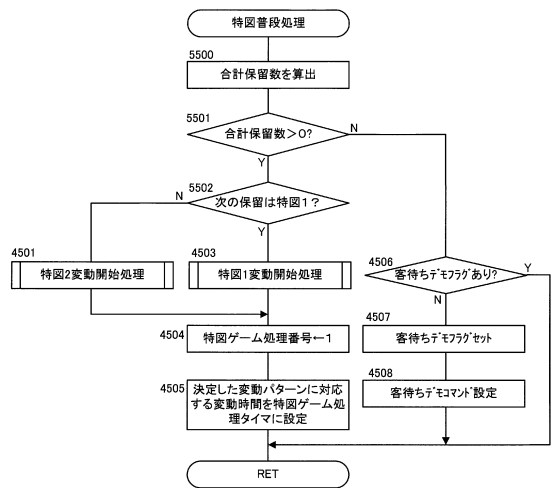 特図普段処理
5500
合計保留数を算出
5501
合計保留数>0?
N
Y
5502
次の保留は特図1?
N
Y
4501
特図2変動開始処理
4503
特図1変動開始処理
4506
客待ちデモフラグあり?
Y
N
4504
特図ゲーム処理番号←1
4507
客待ちデモフラグセット
4505
決定した変動パターンに対応
する変動時間を特図ゲーム処
理タイマに設定
4508
客待ちデモコマンド設定
RET